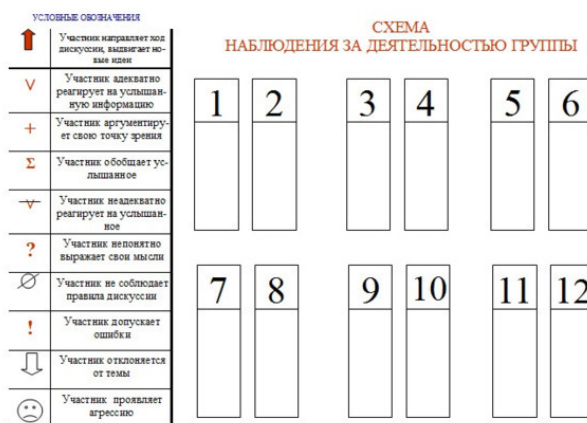 УСЛОВНЫЕ ОБОЗНАЧЕНИЯ
Участник направляет ход
дискуссии, выдвигает но-
вые идеи
V
Участник адекватно
реагирует на услышан-
ную информацию
+
Участник аргументиру-
ет свою точку зрения
Σ
Участник обобщает ус-
лышанное
V
Участник неадекватно
реагирует на услышан-
ное
?
Участник непонятно
выражает свои мысли
Участник не соблюдает
правила дискуссии
!
Участник допускает
ошибки
Участник отклоняется
от темы
Участник проявляет
агрессию
СХЕМА
НАБЛЮДЕНИЯ ЗА ДЕЯТЕЛЬНОСТЬЮ ГРУППЫ
1 2 3 4 5 6
7 8 9 10 11 12